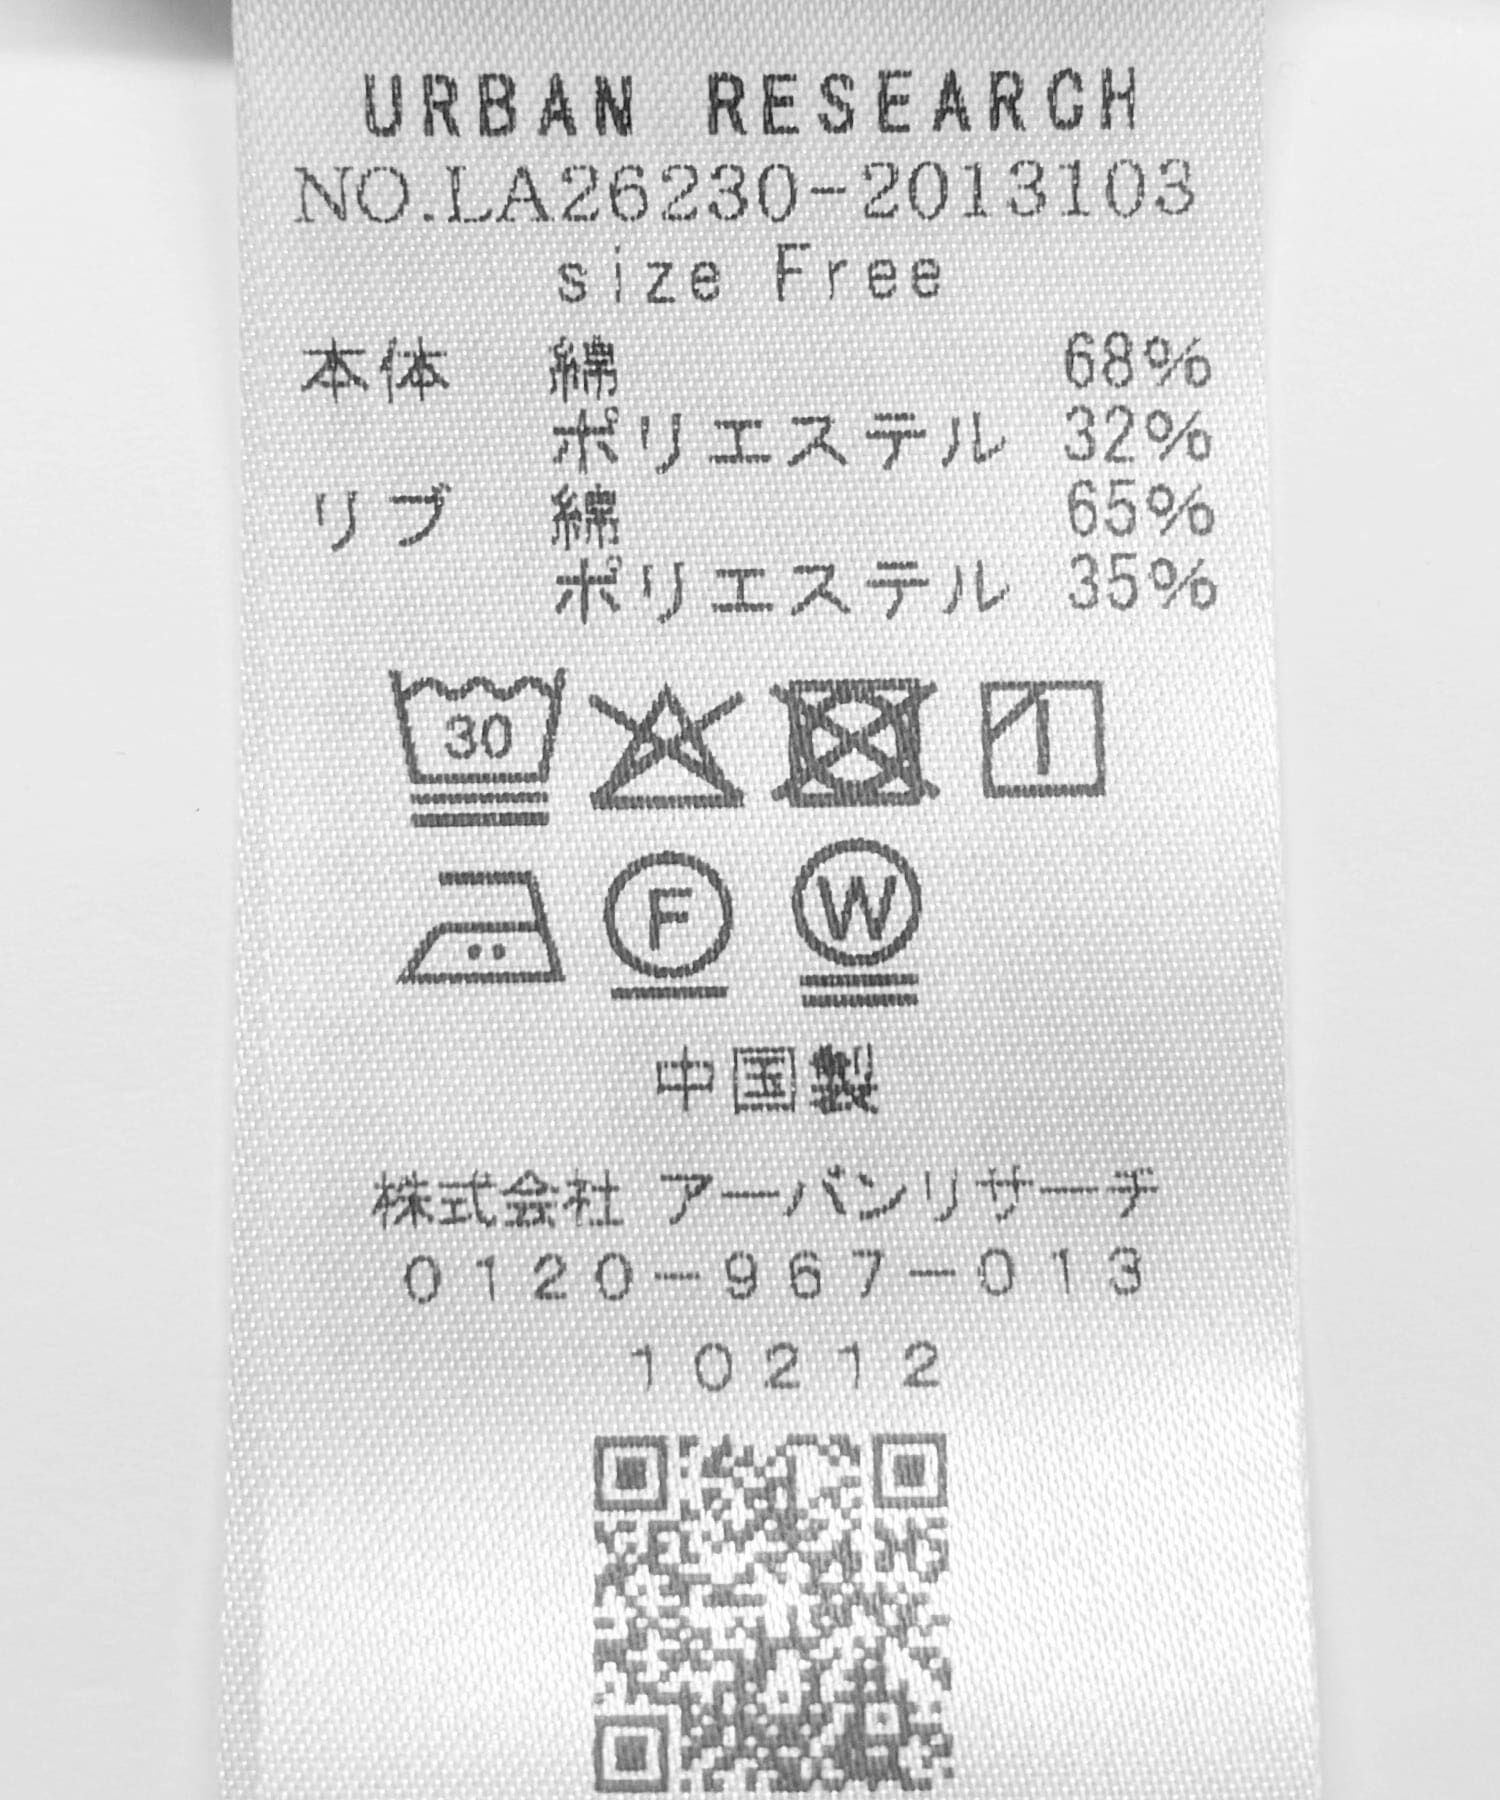 URBAN RESEARCH
NO.LA26230-2013103
size Free
本体 綿 68%
ポリエステル 32%
リブ 綿 65%
ポリエステル 35%
30
F W
中国製
株式会社 アーバンリサーチ
0120-967-013
10212